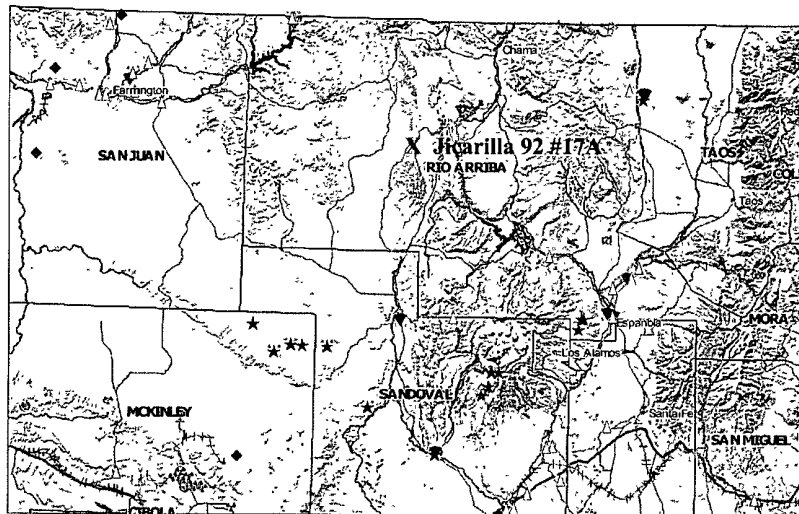 Chama
Farmington
X Jicarilla 92 #17A
SAN JUAN
RIO ARRIBA
TAOS
Taos
Espanola
MORA
Los Alamos
SANDOVAL
MCKINLEY
Santa Fe
SAN MIGUEL
CIBOLA